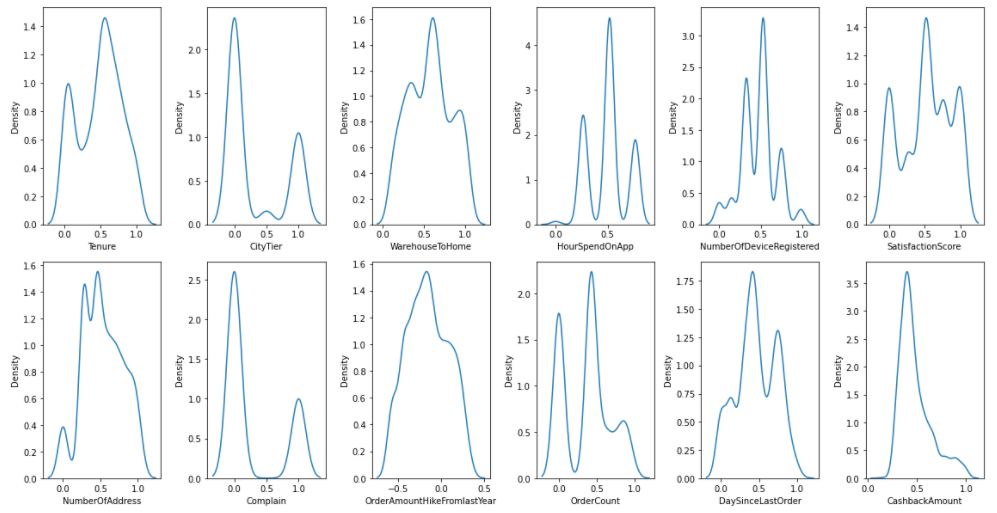 1.4
1.2
1.0
0.8
0.6
0.4
0.2
0.0
Density
0.0 0.5 1.0
Tenure
2.0
1.5
1.0
0.5
0.0
Density
0.0 0.5 1.0
CityTier
1.6
1.4
1.2
1.0
0.8
0.6
0.4
0.2
0.0
Density
0.0 0.5 1.0
WarehouseToHome
4
3
2
1
0
Density
0.0 0.5
HourSpendOnApp
3.0
2.5
2.0
1.5
1.0
0.5
0.0
Density
0.0 0.5 1.0
NumberOfDeviceRegistered
1.4
1.2
1.0
0.8
0.6
0.4
0.2
0.0
Density
0.0 0.5 1.0
SatisfactionScore
1.6
1.4
1.2
1.0
0.8
0.6
0.4
0.2
0.0
Density
0.0 0.5 1.0
NumberOfAddress
2.5
2.0
1.5
1.0
0.5
0.0
Density
0.0 0.5 1.0
Complain
1.6
1.4
1.2
1.0
0.8
0.6
0.4
0.2
0.0
Density
−0.5 0.0 0.5
OrderAmountHikeFromlastYear
2.0
1.5
1.0
0.5
0.0
Density
0.0 0.5 1.0
OrderCount
1.75
1.50
1.25
1.00
0.75
0.50
0.25
0.00
Density
0.0 0.5 1.0
DaySinceLastOrder
3.5
3.0
2.5
2.0
1.5
1.0
0.5
0.0
Density
0.0 0.5 1.0
CashbackAmount